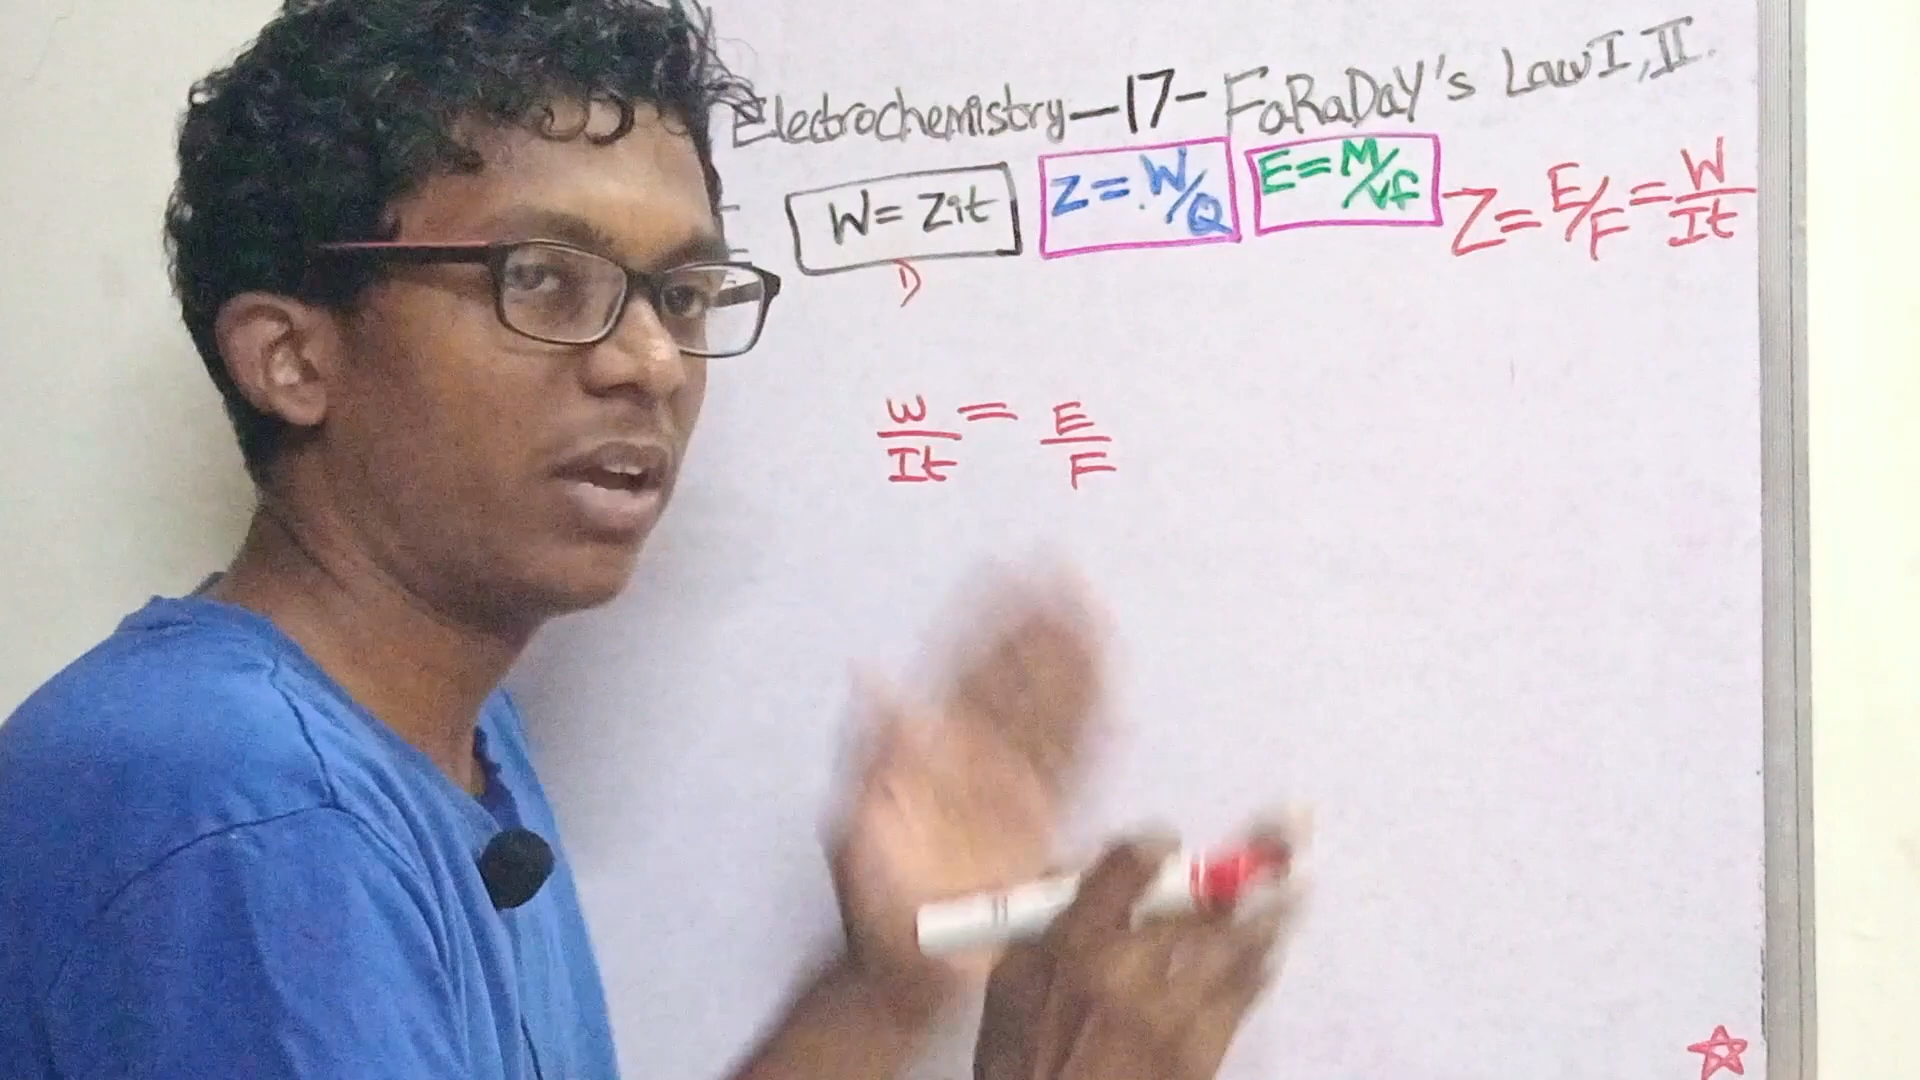 Electrochemistry-17-FaRaDaY's Law I, II.
W = Zit Z = W/Q E = M/vf Z = E/F = W/It
W/It = E/F